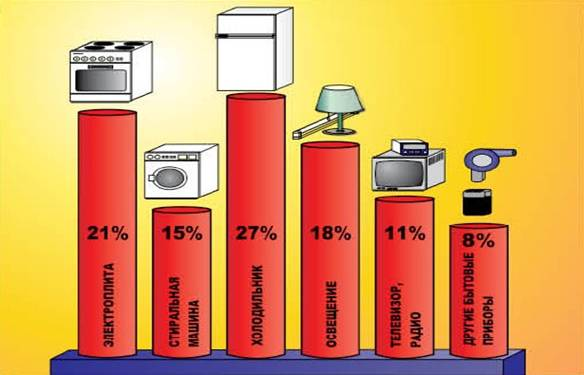 21%
ЭЛЕКТРОПЛИТА
15%
СТИРАЛЬНАЯ
МАШИНА
27%
ХОЛОДИЛЬНИК
18%
ОСВЕЩЕНИЕ
11%
ТЕЛЕВИЗОР,
РАДИО
8%
ДРУГИЕ БЫТОВЫЕ
ПРИБОРЫ